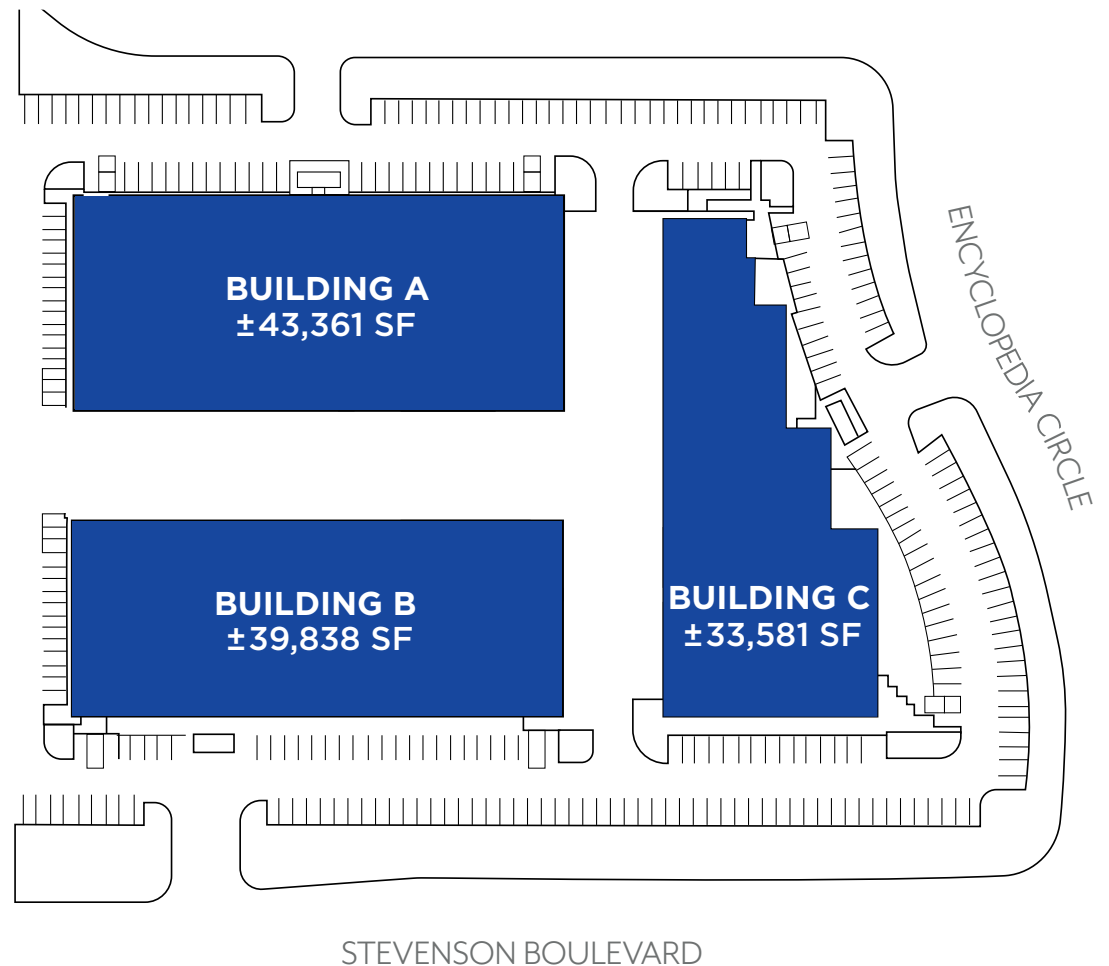 BUILDING A
±43,361 SF
ENCYCLOPEDIA CIRCLE
BUILDING B
±39,838 SF
BUILDING C
±33,581 SF
STEVENSON BOULEVARD